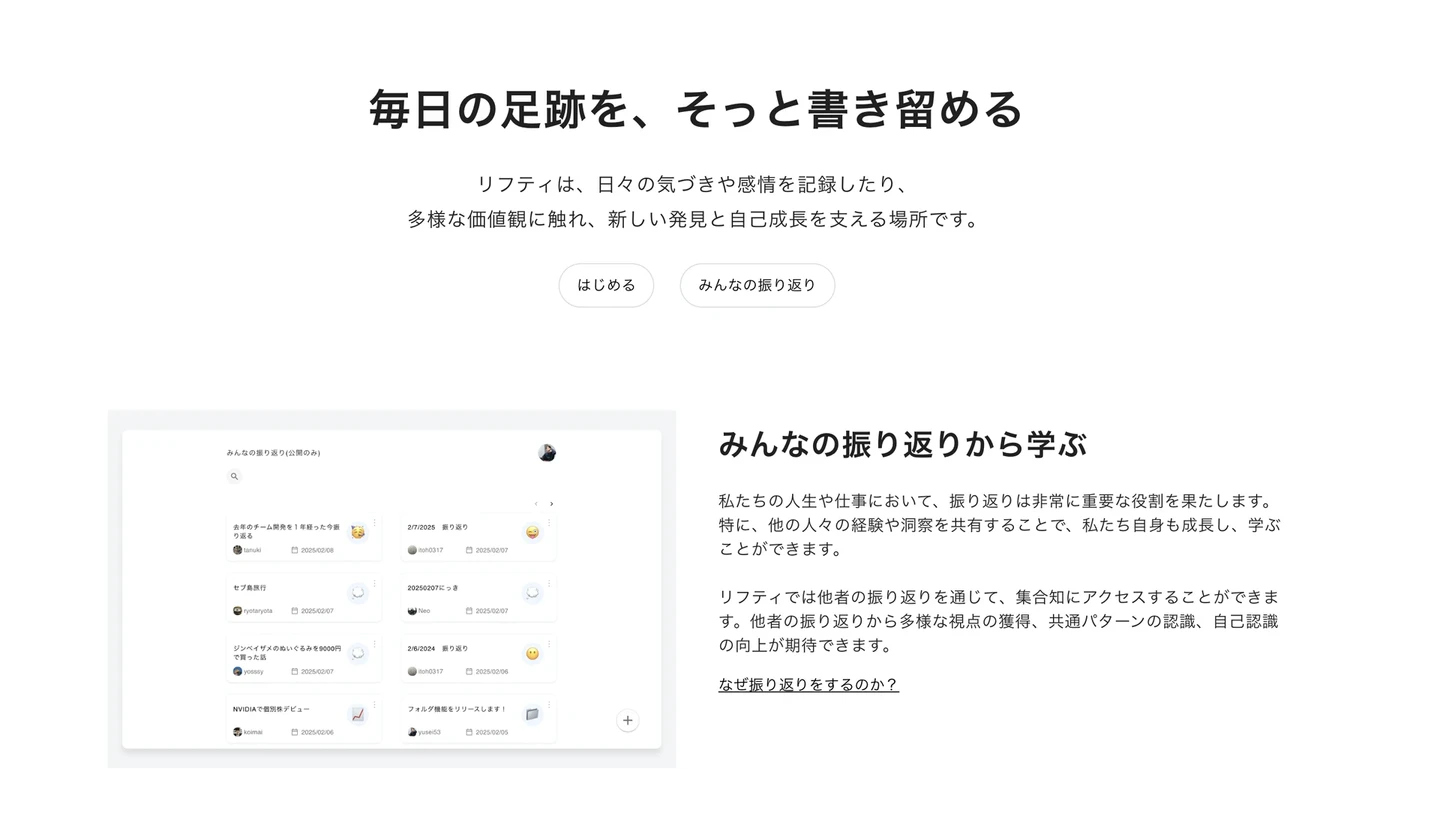 毎日の足跡を、そっと書き留める
リフティは、日々の気づきや感情を記録したり、
多様な価値観に触れ、新しい発見と自己成長を支える場所です。
はじめる
みんなの振り返り
みんなの振り返り(公開のみ)
去年のチーム開発を１年経った今振
り返る
tanuki 2025/02/08
2/7/2025　振り返り
itoh0317 2025/02/07
セブ島旅行
ryotaryota 2025/02/07
20250207にっき
Neo 2025/02/07
ジンベイザメのぬいぐるみを9000円
で買った話
yosssy 2025/02/07
2/6/2024　振り返り
itoh0317 2025/02/06
NVIDIAで個別株デビュー
koimai 2025/02/06
フォルダ機能をリリースします！
yusei53 2025/02/05
みんなの振り返りから学ぶ
私たちの人生や仕事において、振り返りは非常に重要な役割を果たします。
特に、他の人々の経験や洞察を共有することで、私たち自身も成長し、学ぶ
ことができます。
リフティでは他者の振り返りを通じて、集合知にアクセスすることができま
す。他者の振り返りから多様な視点の獲得、共通パターンの認識、自己認識
の向上が期待できます。
なぜ振り返りをするのか？